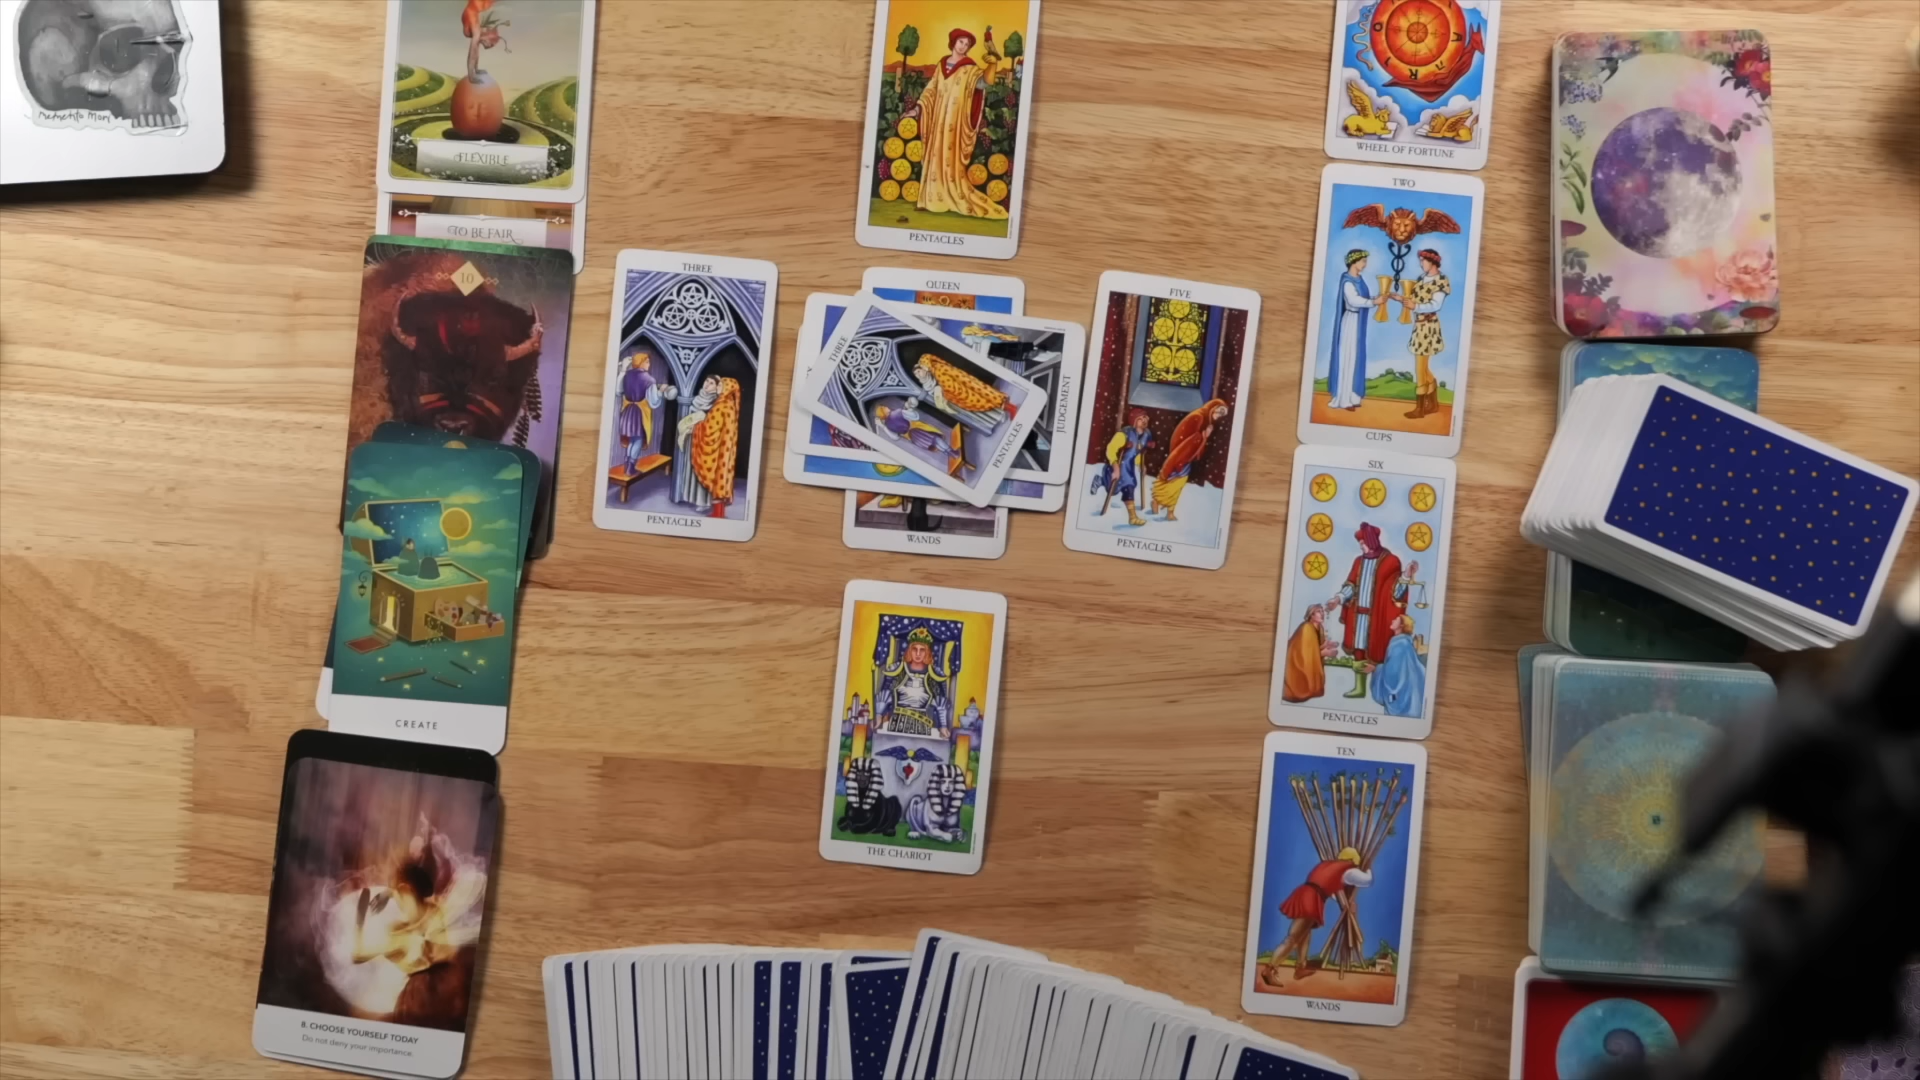 Memento Mori
FLEXIBLE
TO BE FAIR
10
CREATE
8. CHOOSE YOURSELF TODAY
Do not deny your importance.
THREE
PENTACLES
PENTACLES
QUEEN
THREE
PENTACLES
JUDGEMENT
WANDS
VII
THE CHARIOT
FIVE
PENTACLES
WHEEL OF FORTUNE
TWO
CUPS
SIX
PENTACLES
TEN
WANDS